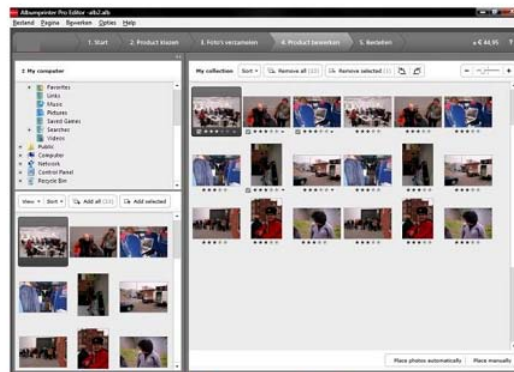 Albumprinter Pro Editor -alb2.alb
Bestand Pagina Bewerken Opties Help
1. Start 2. Product kiezen 3. Foto's verzamelen 4. Product bewerken 5. Bestellen € 44,95
My computer
Favorites
Links
Music
Pictures
Saved Games
Searches
Videos
Public
Computer
Network
Control Panel
Recycle Bin
View Sort Add all (33) Add selected
My collection Sort Remove all (33) Remove selected
Place photos automatically Place manually